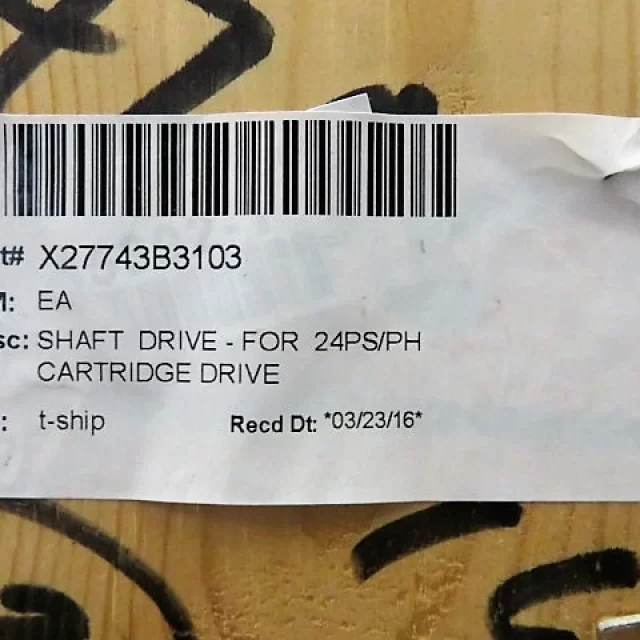 t# X27743B3103
M: EA
sc: SHAFT DRIVE - FOR 24PS/PH
CARTRIDGE DRIVE
: t-ship Recd Dt: *03/23/16*